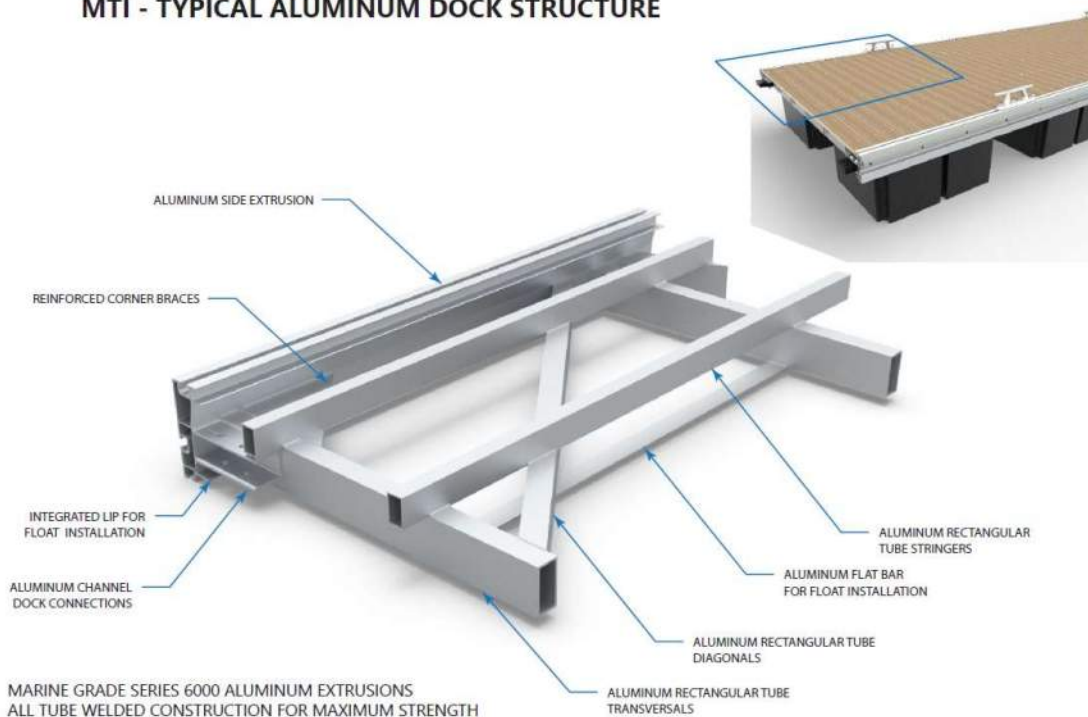 MTI - TYPICAL ALUMINUM DOCK STRUCTURE
ALUMINUM SIDE EXTRUSION
REINFORCED CORNER BRACES
INTEGRATED LIP FOR
FLOAT INSTALLATION
ALUMINUM CHANNEL
DOCK CONNECTIONS
ALUMINUM RECTANGULAR
TUBE STRINGERS
ALUMINUM FLAT BAR
FOR FLOAT INSTALLATION
ALUMINUM RECTANGULAR TUBE
DIAGONALS
ALUMINUM RECTANGULAR TUBE
TRANSVERSALS
MARINE GRADE SERIES 6000 ALUMINUM EXTRUSIONS
ALL TUBE WELDED CONSTRUCTION FOR MAXIMUM STRENGTH